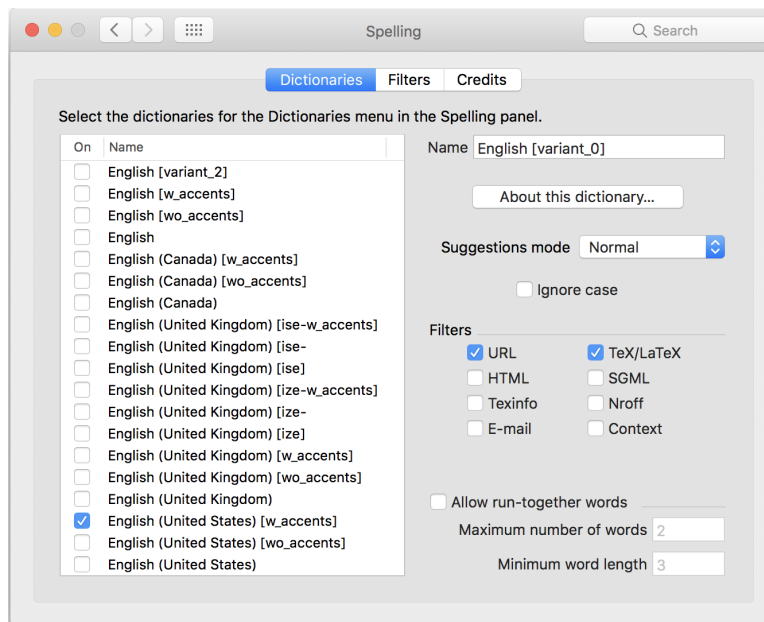 Spelling
Search
Dictionaries Filters Credits
Select the dictionaries for the Dictionaries menu in the Spelling panel.
On Name
English [variant_2]
English [w_accents]
English [wo_accents]
English
English (Canada) [w_accents]
English (Canada) [wo_accents]
English (Canada)
English (United Kingdom) [ise-w_accents]
English (United Kingdom) [ise-
English (United Kingdom) [ise]
English (United Kingdom) [ize-w_accents]
English (United Kingdom) [ize-
English (United Kingdom) [ize]
English (United Kingdom) [w_accents]
English (United Kingdom) [wo_accents]
English (United Kingdom)
English (United States) [w_accents]
English (United States) [wo_accents]
English (United States)
Name English [variant_0]
About this dictionary...
Suggestions mode Normal
Ignore case
Filters
URL TeX/LaTeX
HTML SGML
Texinfo Nroff
E-mail Context
Allow run-together words
Maximum number of words 2
Minimum word length 3